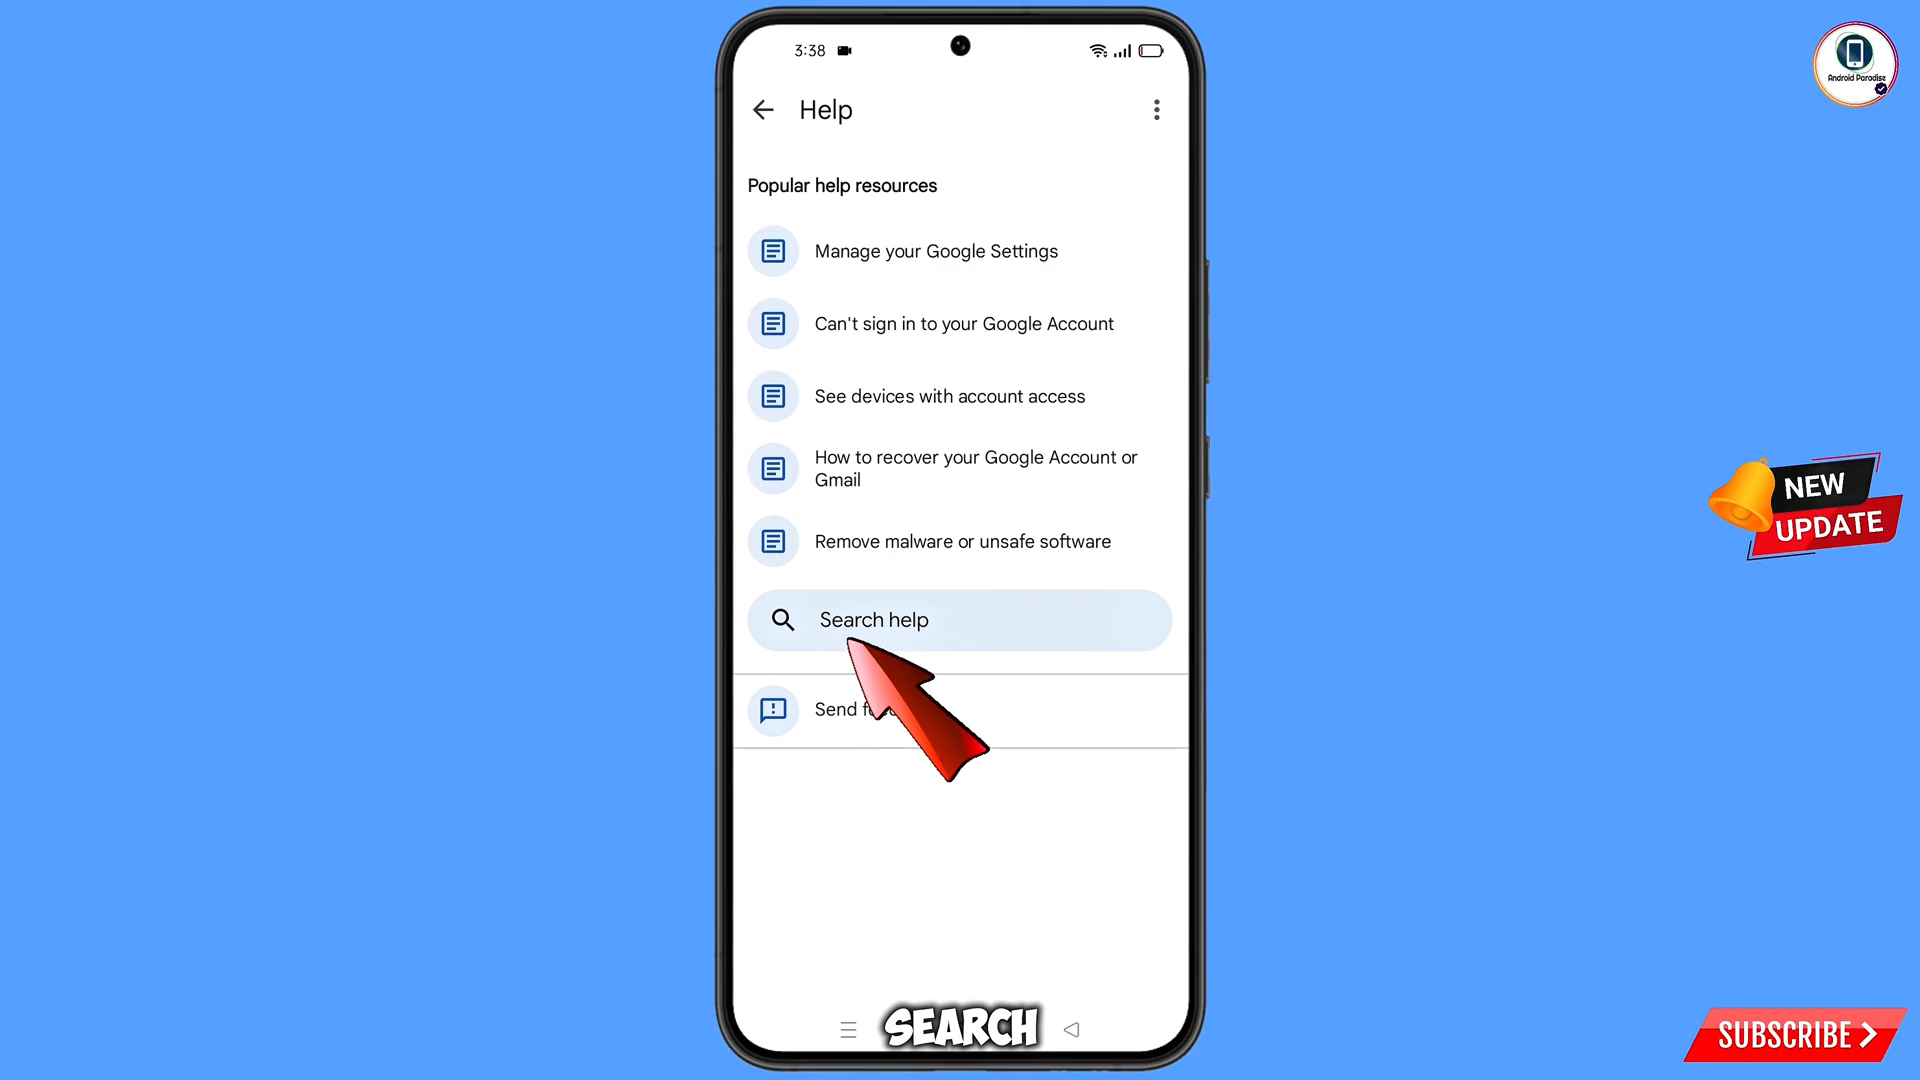 3:38
Help
Popular help resources
Manage your Google Settings
Can't sign in to your Google Account
See devices with account access
How to recover your Google Account or
Gmail
Remove malware or unsafe software
Search help
Send
SEARCH
Android Paradise
NEW
UPDATE
SUBSCRIBE